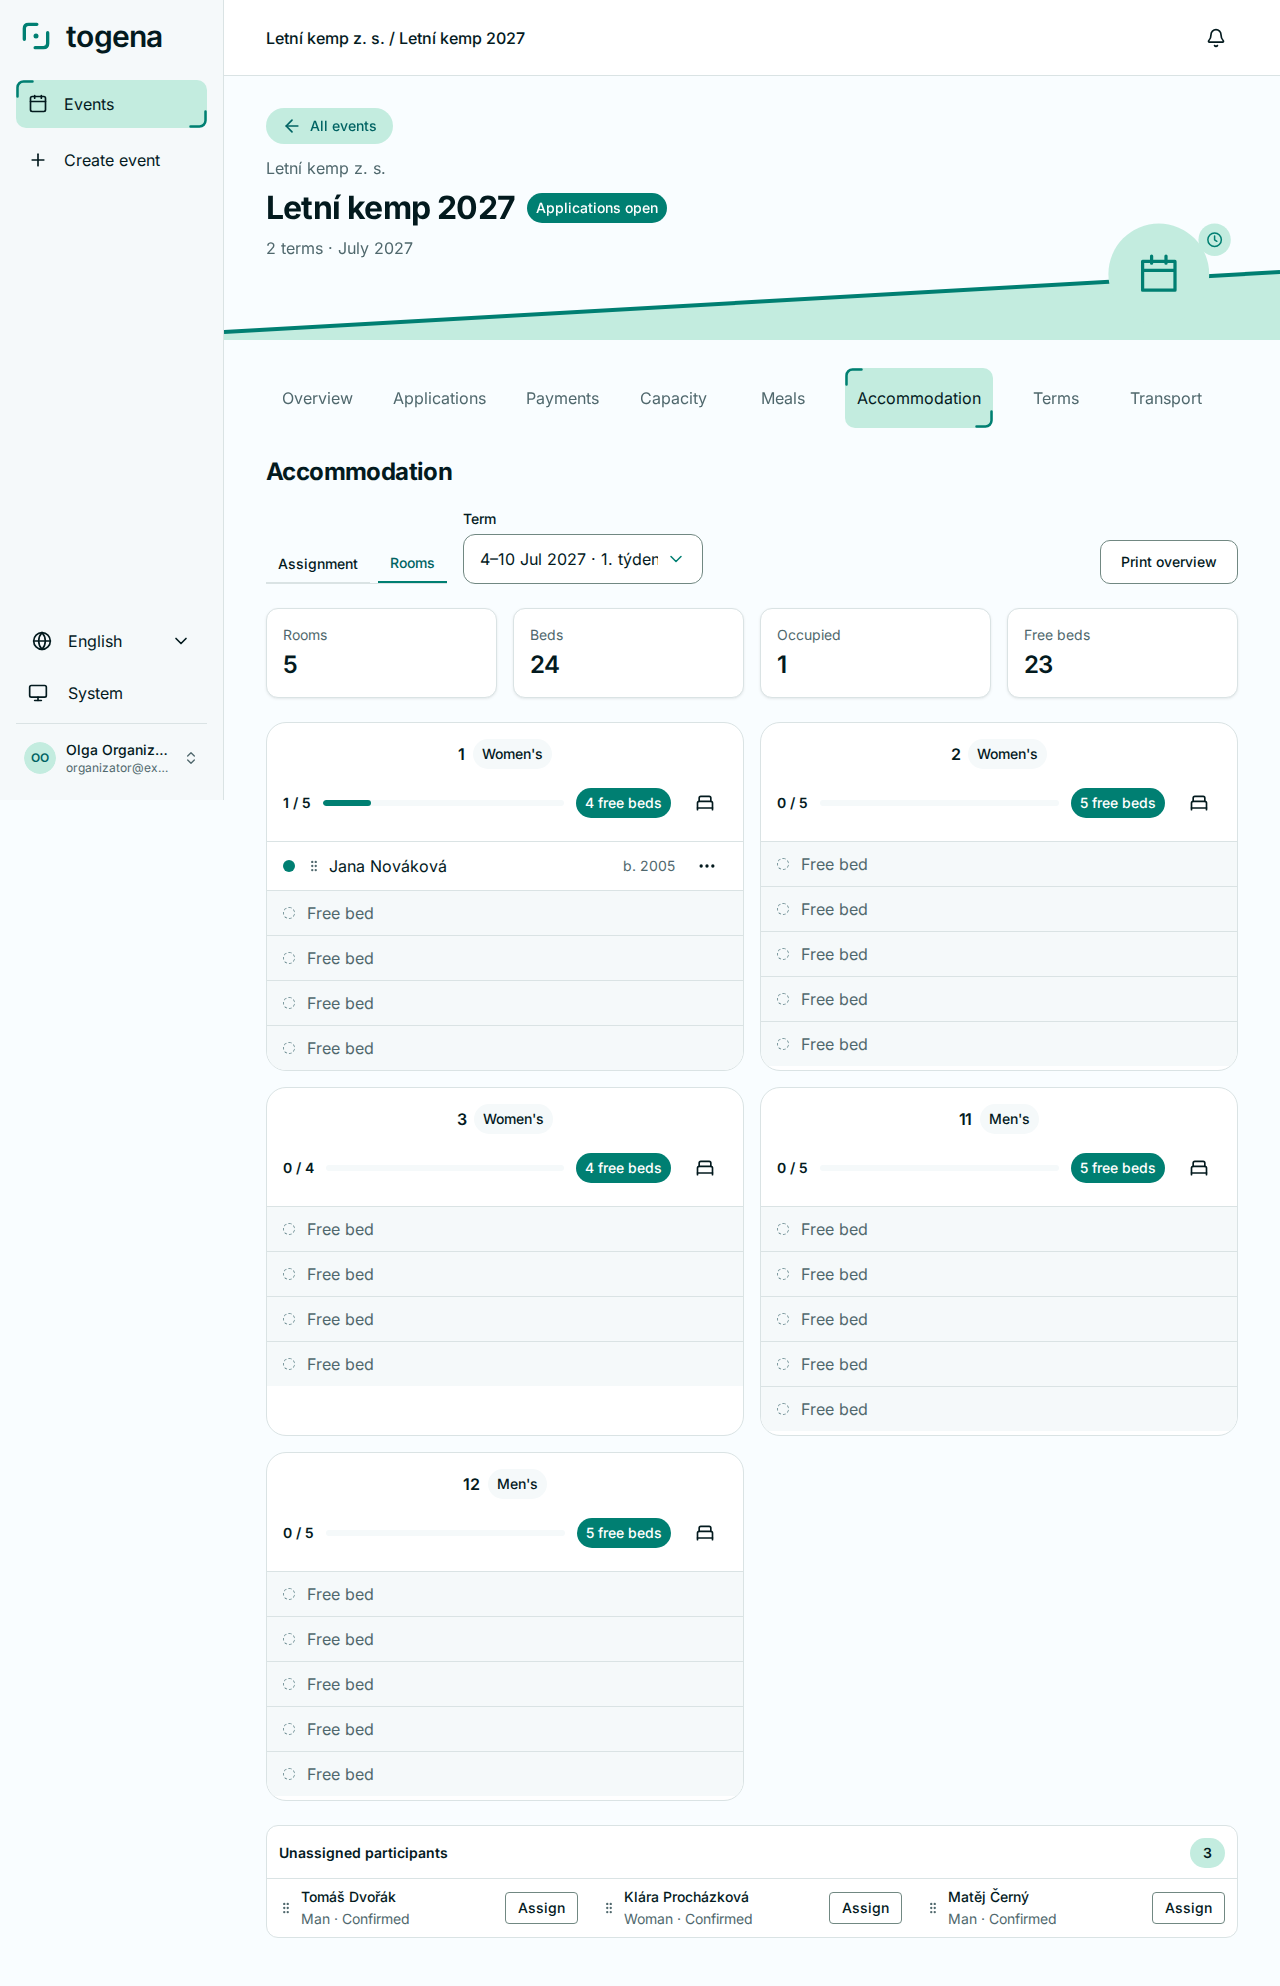 togena
Letní kemp z. s. / Letní kemp 2027
Events
Create event
All events
Letní kemp z. s.
Letní kemp 2027 Applications open
2 terms · July 2027
Overview Applications Payments Capacity Meals Accommodation Terms Transport
Accommodation
Term
Assignment Rooms 4–10 Jul 2027 · 1. týden Print overview
Rooms Beds Occupied Free beds
5 24 1 23
English
System
OO Olga Organiz...
organizator@ex...
1 Women's
1 / 5 4 free beds
Jana Nováková b. 2005
Free bed
Free bed
Free bed
Free bed
2 Women's
0 / 5 5 free beds
Free bed
Free bed
Free bed
Free bed
Free bed
3 Women's
0 / 4 4 free beds
Free bed
Free bed
Free bed
Free bed
11 Men's
0 / 5 5 free beds
Free bed
Free bed
Free bed
Free bed
Free bed
12 Men's
0 / 5 5 free beds
Free bed
Free bed
Free bed
Free bed
Free bed
Unassigned participants 3
Tomáš Dvořák
Man · Confirmed
Assign
Klára Procházková
Woman · Confirmed
Assign
Matěj Černý
Man · Confirmed
Assign